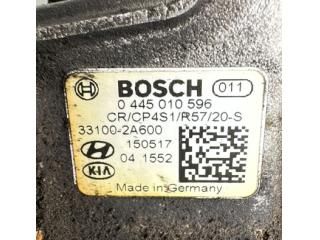 BOSCH 011
0 445 010 596
CR/CP4S1/R57/20-S
33100-2A600
150517
04 1552
KIA
Made in Germany